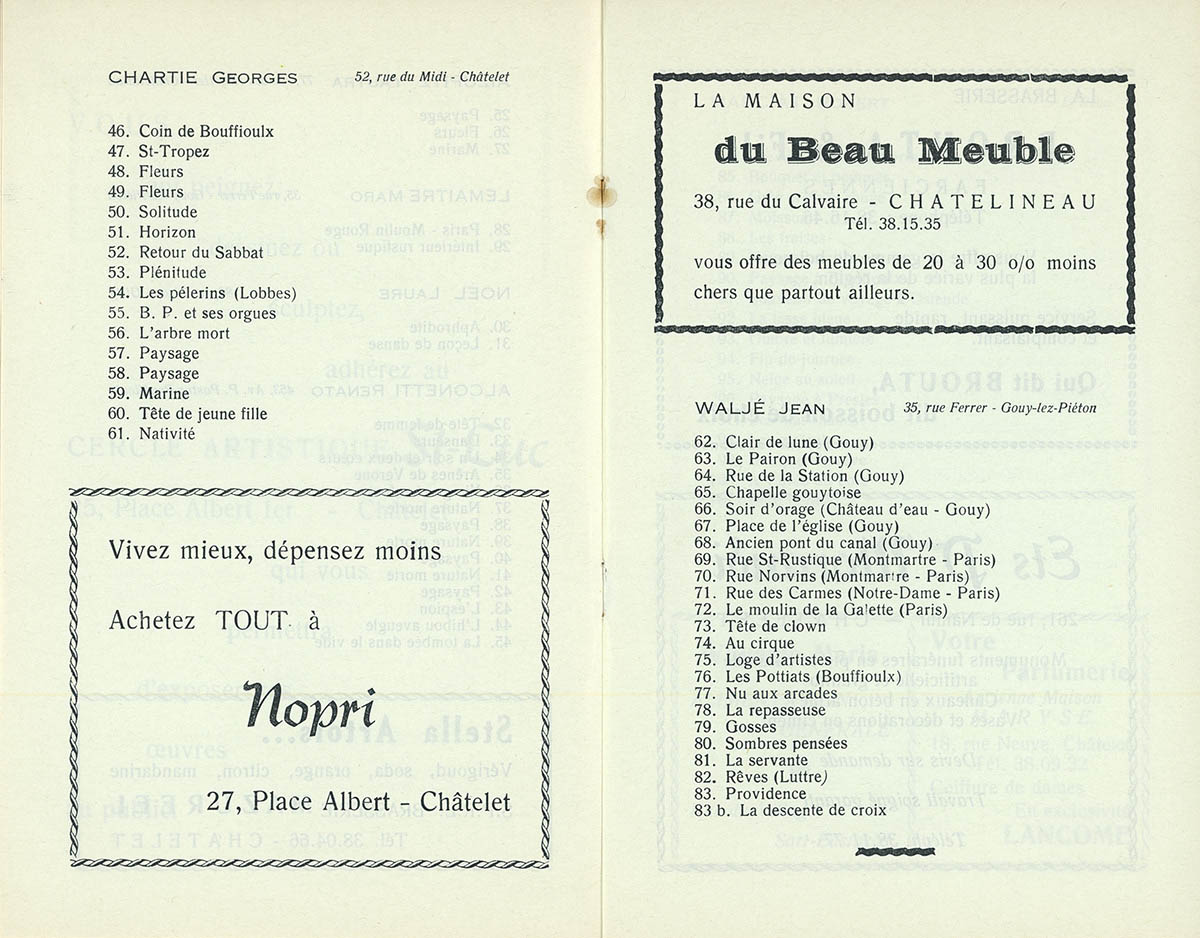 CHARTIE GEORGES 52, rue du Midi - Châtelet
46. Coin de Bouffioulx
47. St-Tropez
48. Fleurs
49. Fleurs
50. Solitude
51. Horizon
52. Retour du Sabbat
53. Plénitude
54. Les pélerins (Lobbes)
55. B. P. et ses orgues
56. L'arbre mort
57. Paysage
58. Paysage
59. Marine
60. Tête de jeune fille
61. Nativité
Vivez mieux, dépensez moins
Achetez TOUT à
Nopri
27, Place Albert - Châtelet
LA MAISON
du Beau Meuble
38, rue du Calvaire - CHATELINEAU
Tél. 38.15.35
vous offre des meubles de 20 à 30 o/o moins
chers que partout ailleurs.
WALJÉ JEAN 35, rue Ferrer - Gouy-lez-Piéton
62. Clair de lune (Gouy)
63. Le Pairon (Gouy)
64. Rue de la Station (Gouy)
65. Chapelle gouytoise
66. Soir d'orage (Château d'eau - Gouy)
67. Place de l'église (Gouy)
68. Ancien pont du canal (Gouy)
69. Rue St-Rustique (Montmartre - Paris)
70. Rue Norvins (Montmartre - Paris)
71. Rue des Carmes (Notre-Dame - Paris)
72. Le moulin de la Galette (Paris)
73. Tête de clown
74. Au cirque
75. Loge d'artistes
76. Les Pottiats (Bouffioulx)
77. Nu aux arcades
78. La repasseuse
79. Gosses
80. Sombres pensées
81. La servante
82. Rêves (Luttre)
83. Providence
83 b. La descente de croix